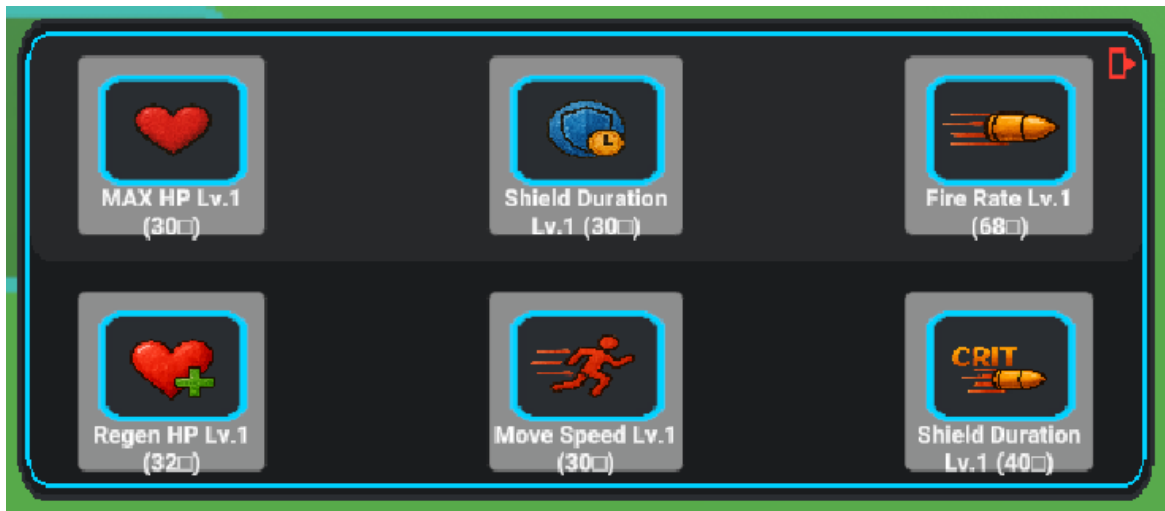 MAX HP Lv.1
(30□)
Shield Duration
Lv.1 (30□)
Fire Rate Lv.1
(68□)
Regen HP Lv.1
(32□)
Move Speed Lv.1
(30□)
CRIT
Shield Duration
Lv.1 (40□)